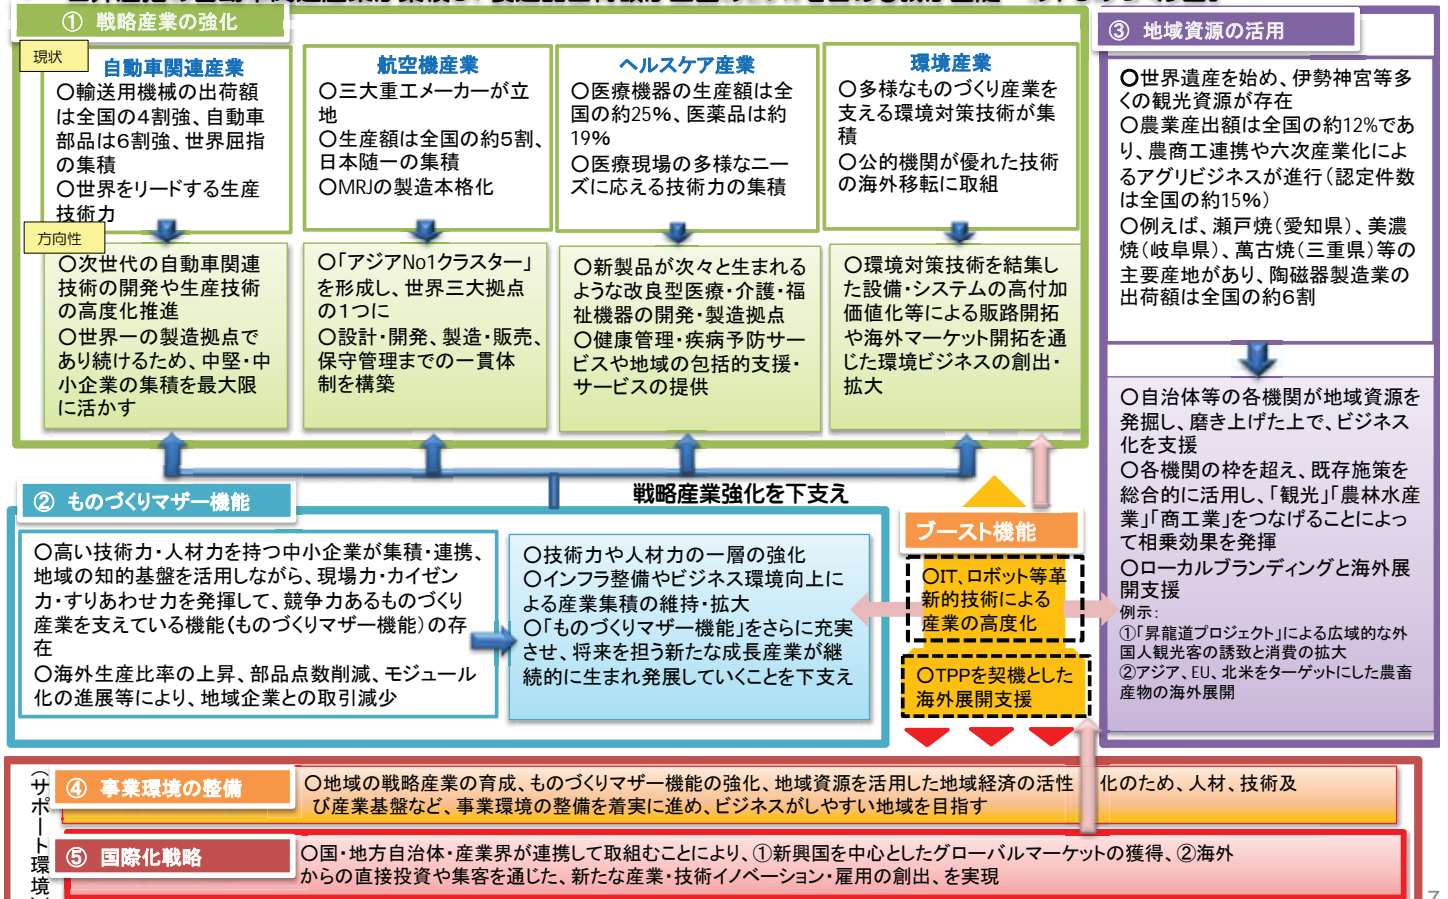 ① 戦略産業の強化
現状
自動車関連産業
〇輸送用機械の出荷額
は全国の4割強、自動車
部品は6割強、世界屈指
の集積
〇世界をリードする生産
技術力
航空機産業
〇三大重工メーカーが立
地
〇生産額は全国の約5割、
日本随一の集積
〇MRJの製造本格化
ヘルスケア産業
〇医療機器の生産額は全
国の約25%、医薬品は約
19%
〇医療現場の多様なニー
ズに応える技術力の集積
環境産業
〇多様なものづくり産業を
支える環境対策技術が集
積
〇公的機関が優れた技術
の海外移転に取組
方向性
〇次世代の自動車関連
技術の開発や生産技術
の高度化推進
〇世界一の製造拠点で
あり続けるため、中堅・中
小企業の集積を最大限
に活かす
〇「アジアNo1クラスター」
を形成し、世界三大拠点
の1つに
〇設計・開発、製造・販売、
保守管理までの一貫体
制を構築
〇新製品が次々と生まれる
ような改良型医療・介護・福
祉機器の開発・製造拠点
〇健康管理・疾病予防サー
ビスや地域の包括的支援・
サービスの提供
〇環境対策技術を結集し
た設備・システムの高付加
価値化等による販路開拓
や海外マーケット開拓を通
じた環境ビジネスの創出・
拡大
③ 地域資源の活用
〇世界遺産を始め、伊勢神宮等多
くの観光資源が存在
〇農業産出額は全国の約12%であ
り、農商工連携や六次産業化によ
るアグリビジネスが進行（認定件数
は全国の約15%）
〇例えば、瀬戸焼（愛知県）、美濃
焼（岐阜県）、萬古焼（三重県）等の
主要産地があり、陶磁器製造業の
出荷額は全国の約6割
〇自治体等の各機関が地域資源を
発掘し、磨き上げた上で、ビジネス
化を支援
〇各機関の枠を超え、既存施策を
総合的に活用し、「観光」「農林水産
業」「商工業」をつなげることによっ
て相乗効果を発揮
〇ローカルブランディングと海外展
開支援
例示：
①「昇龍道プロジェクト」による広域的な外
国人観光客の誘致と消費の拡大
②アジア、EU、北米をターゲットにした農畜
産物の海外展開
戦略産業強化を下支え
② ものづくりマザー機能
〇高い技術力・人材力を持つ中小企業が集積・連携、
地域の知的基盤を活用しながら、現場力・カイゼン
力・すりあわせ力を発揮して、競争力あるものづくり
産業を支えている機能（ものづくりマザー機能）の存
在
〇海外生産比率の上昇、部品点数削減、モジュール
化の進展等により、地域企業との取引減少
〇技術力や人材力の一層の強化
〇インフラ整備やビジネス環境向上に
よる産業集積の維持・拡大
〇「ものづくりマザー機能」をさらに充実
させ、将来を担う新たな成長産業が継
続的に生まれ発展していくことを下支え
ブースト機能
〇IT、ロボット等革
新的技術による
産業の高度化
〇TPPを契機とした
海外展開支援
（サポート環境）
④ 事業環境の整備
〇地域の戦略産業の育成、ものづくりマザー機能の強化、地域資源を活用した地域経済の活性化のため、人材、技術及
び産業基盤など、事業環境の整備を着実に進め、ビジネスがしやすい地域を目指す
⑤ 国際化戦略
〇国・地方自治体・産業界が連携して取組むことにより、①新興国を中心としたグローバルマーケットの獲得、②海外
からの直接投資や集客を通じた、新たな産業・技術イノベーション・雇用の創出、を実現
7